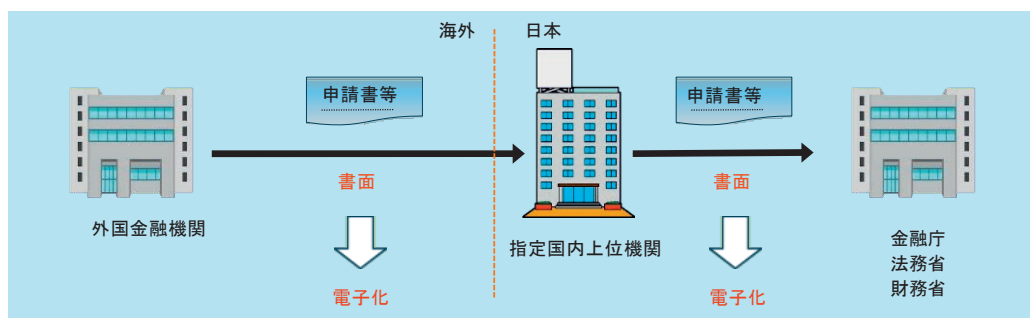 海外
日本
申請書等
申請書等
書面
書面
外国金融機関
指定国内上位機関
金融庁
法務省
財務省
電子化
電子化